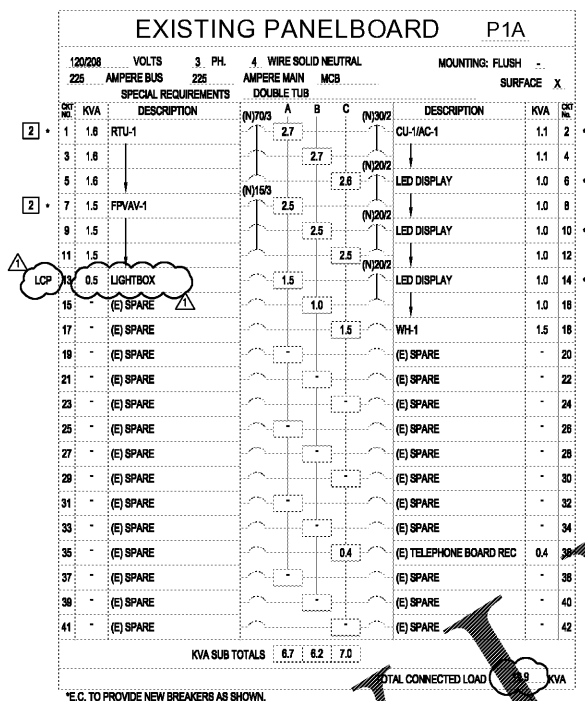 EXISTING PANELBOARD P1A
120/208 VOLTS 3 PH. 4 WIRE SOLID NEUTRAL MOUNTING: FLUSH -
225 AMPERE BUS 225 AMPERE MAIN MCB SURFACE X
SPECIAL REQUIREMENTS DOUBLE TUB
CKT NO. KVA DESCRIPTION A B C DESCRIPTION KVA CKT NO.
(N)70/3 (N)30/2
2 * 1 1.6 RTU-1 2.7 CU-1/AC-1 1.1 2
3 1.6 2.7 1.1 4
(N)20/2
5 1.6 2.6 LED DISPLAY 1.0 6 *
(N)15/3
2 * 7 1.5 FPVAV-1 2.5 1.0 8
(N)20/2
9 1.5 2.5 LED DISPLAY 1.0 10 *
11 1.5 2.5 1.0 12
(N)20/2
1 LCP 13 0.5 LIGHTBOX 1.5 LED DISPLAY 1.0 14 *
15 - (E) SPARE 1 1.0 1.0 16
17 - (E) SPARE 1.5 WH-1 1.5 18
19 - (E) SPARE - (E) SPARE - 20
21 - (E) SPARE - (E) SPARE - 22
23 - (E) SPARE - (E) SPARE - 24
25 - (E) SPARE - (E) SPARE - 26
27 - (E) SPARE - (E) SPARE - 28
29 - (E) SPARE - (E) SPARE - 30
31 - (E) SPARE - (E) SPARE - 32
33 - (E) SPARE - (E) SPARE - 34
35 - (E) SPARE 0.4 (E) TELEPHONE BOARD REC 0.4
37 - (E) SPARE - (E) SPARE - 38
39 - (E) SPARE - (E) SPARE - 40
41 - (E) SPARE - (E) SPARE - 42
KVA SUB TOTALS 6.7 6.2 7.0
TOTAL CONNECTED LOAD KVA
*E.C. TO PROVIDE NEW BREAKERS AS SHOWN.